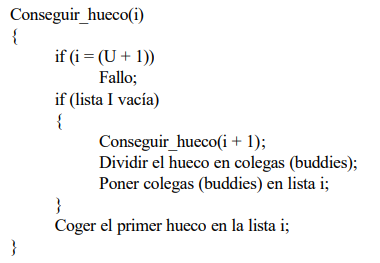 Conseguir_hueco(i)
{
if (i = (U + 1))
Fallo;
if (lista I vacía)
{
Conseguir_hueco(i + 1);
Dividir el hueco en colegas (buddies);
Poner colegas (buddies) en lista i;
}
Coger el primer hueco en la lista i;
}